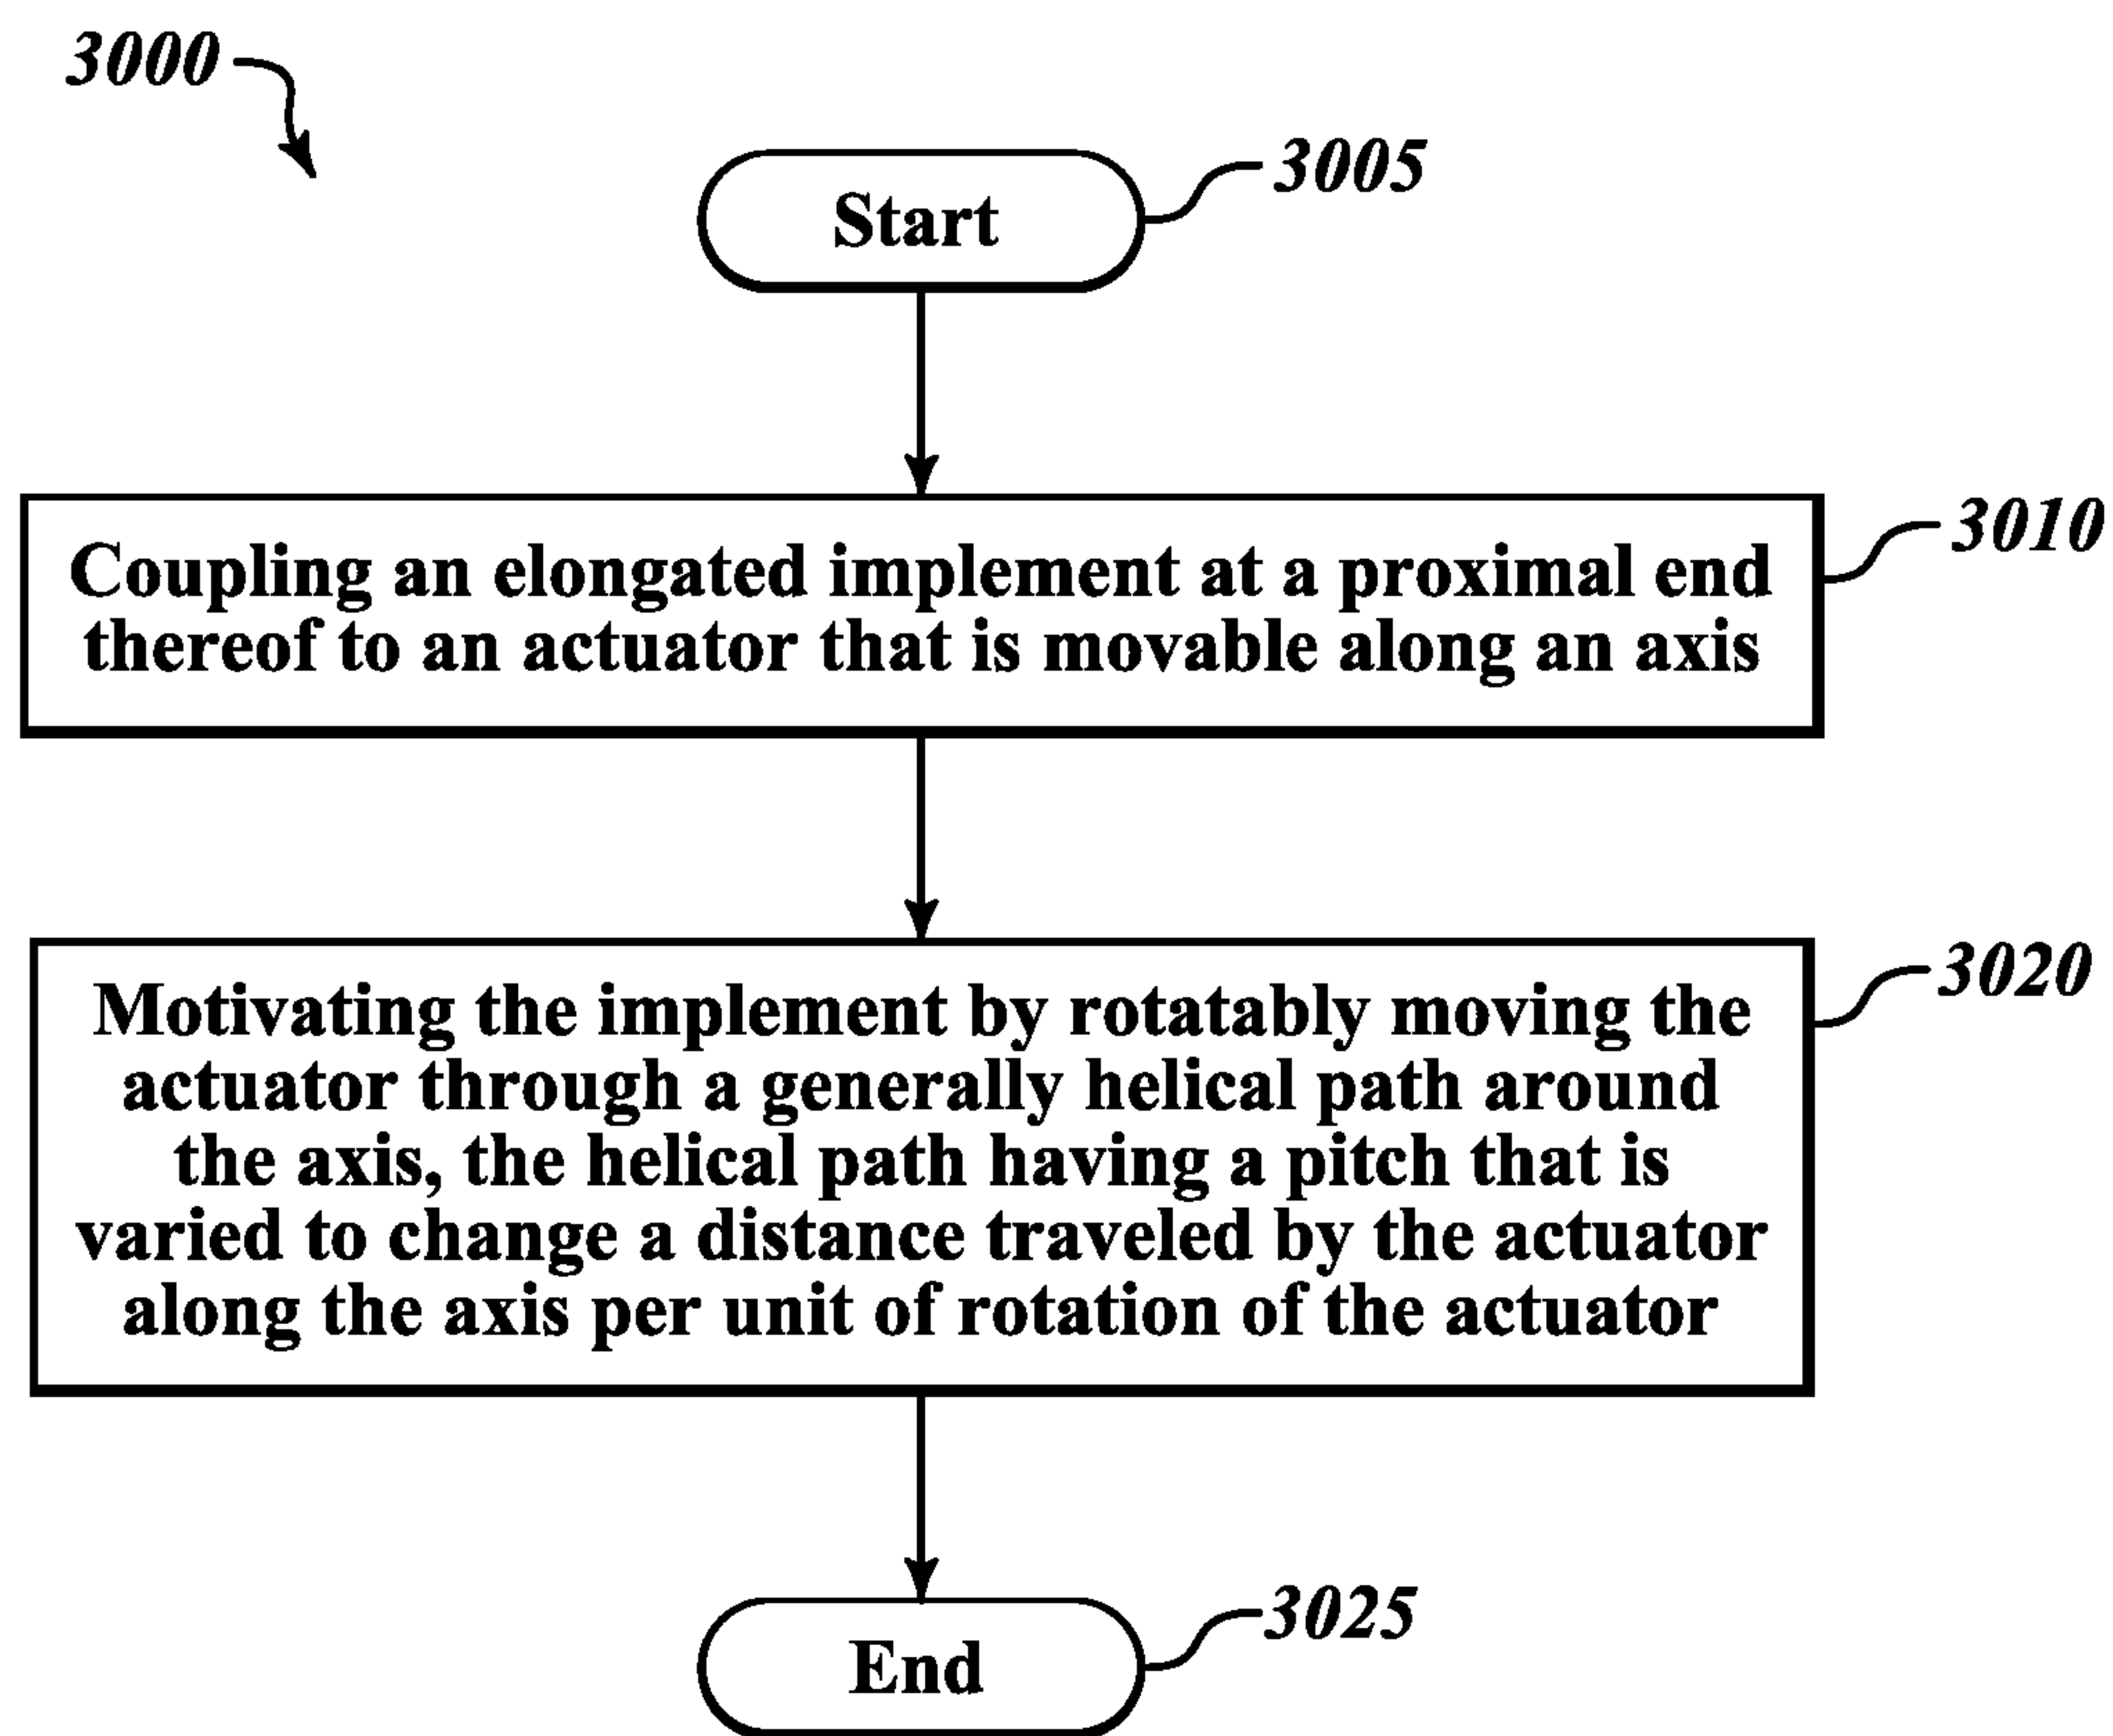 3000
Start
3005
Coupling an elongated implement at a proximal end
thereof to an actuator that is movable along an axis
3010
Motivating the implement by rotatably moving the
actuator through a generally helical path around
the axis, the helical path having a pitch that is
varied to change a distance traveled by the actuator
along the axis per unit of rotation of the actuator
3020
End
3025